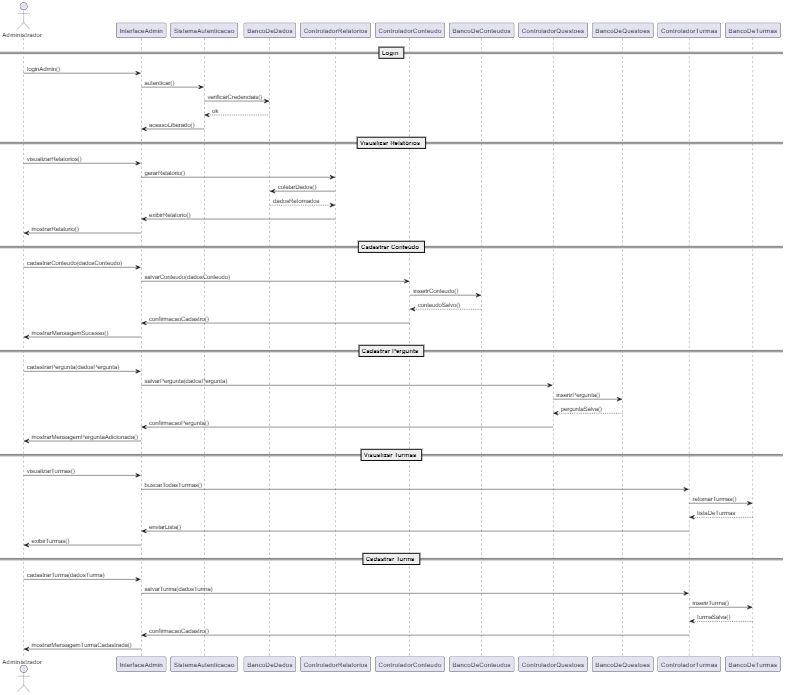 Administrador
InterfaceAdmin SistemaAutenticacao BancoDeDados ControladorRelatorios ControladorConteudo BancoDeConteudos ControladorQuestoes BancoDeQuestoes ControladorTurmas BancoDeTurmas
Login
loginAdmin()
autenticar()
verificarCredenciais()
ok
acessoLiberado()
Visualizar Relatórios
visualizarRelatorios()
gerarRelatorio()
coletarDados()
dadosRetornados
exibirRelatorio()
mostrarRelatorio()
Cadastrar Conteúdo
cadastrarConteudo(dadosConteudo)
salvarConteudo(dadosConteudo)
inserirConteudo()
conteudoSalvo()
confirmacaoCadastro()
mostrarMensagemSucesso()
Cadastrar Pergunta
cadastrarPergunta(dadosPergunta)
salvarPergunta(dadosPergunta)
inserirPergunta()
perguntaSalva()
confirmacaoPergunta()
mostrarMensagemPerguntaAdicionada()
Visualizar Turmas
visualizarTurmas()
buscarTodasTurmas()
retornarTurmas()
listaDeTurmas
enviarLista()
exibirTurmas()
Cadastrar Turma
cadastrarTurma(dadosTurma)
salvarTurma(dadosTurma)
inserirTurma()
turmaSalva()
confirmacaoCadastro()
mostrarMensagemTurmaCadastrada()
Administrador
InterfaceAdmin SistemaAutenticacao BancoDeDados ControladorRelatorios ControladorConteudo BancoDeConteudos ControladorQuestoes BancoDeQuestoes ControladorTurmas BancoDeTurmas